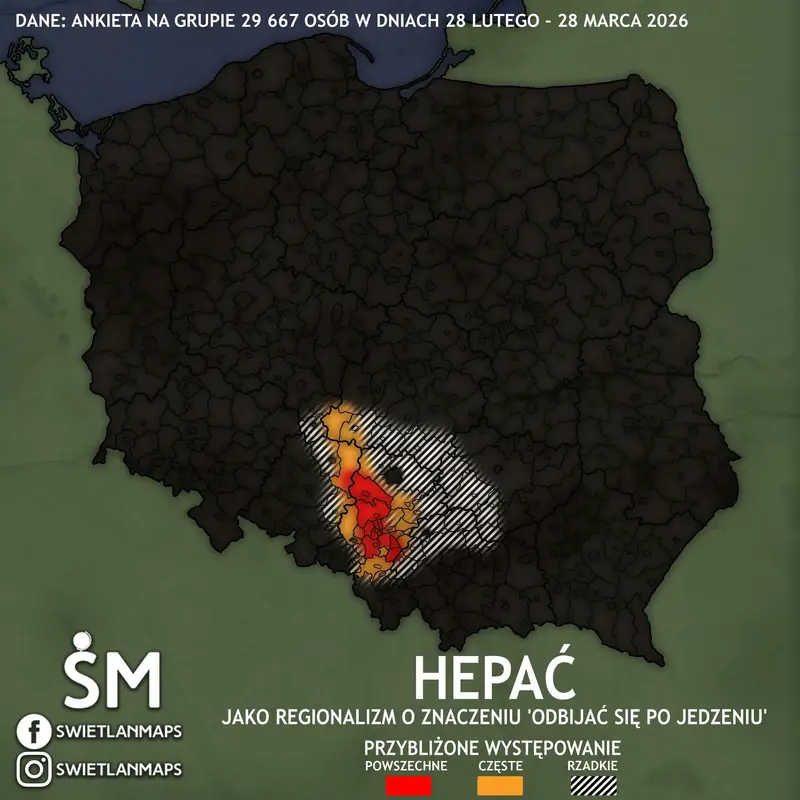 DANE: ANKIETA NA GRUPIE 29 667 OSÓB W DNIACH 28 LUTEGO - 28 MARCA 2026
ŚM
SWIETLANMAPS
SWIETLANMAPS
HEPAĆ
JAKO REGIONALIZM O ZNACZENIU 'ODBIJAĆ SIĘ PO JEDZENIU'
PRZYBLIŻONE WYSTĘPOWANIE
POWSZECHNE CZĘSTE RZADKIE